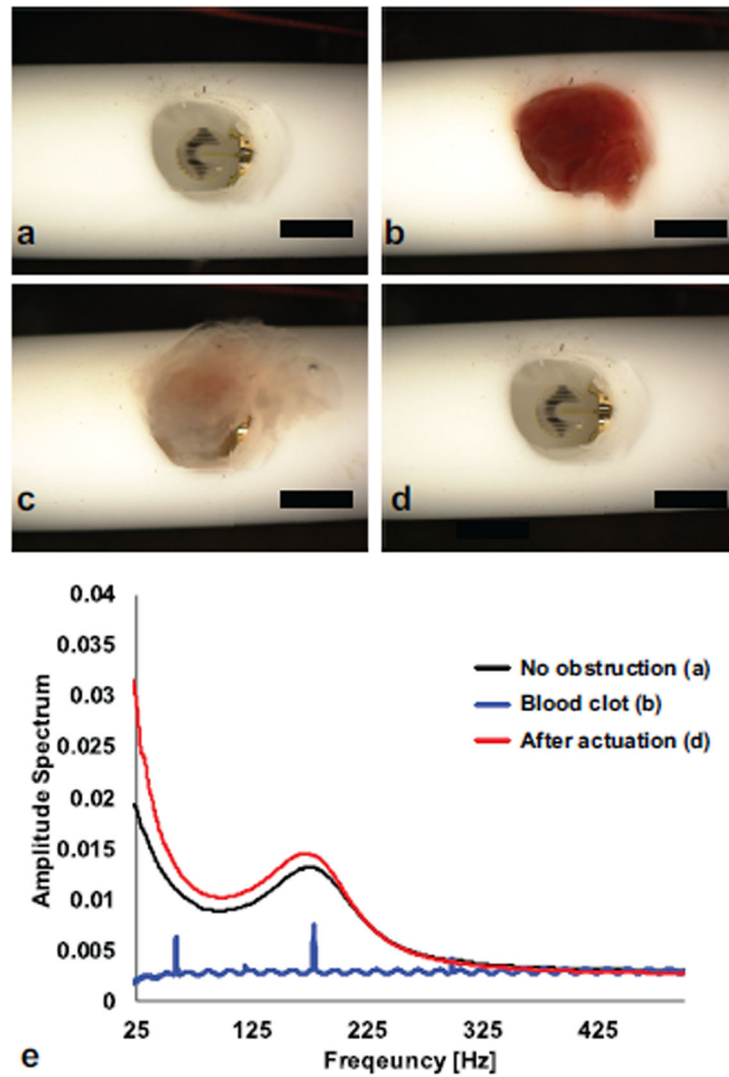 a
b
c
d
0.04
0.035
0.03
0.025
0.02
0.015
0.01
0.005
0
Amplitude Spectrum
No obstruction (a)
Blood clot (b)
After actuation (d)
25 125 225 325 425
Freqeuncy [Hz]
e